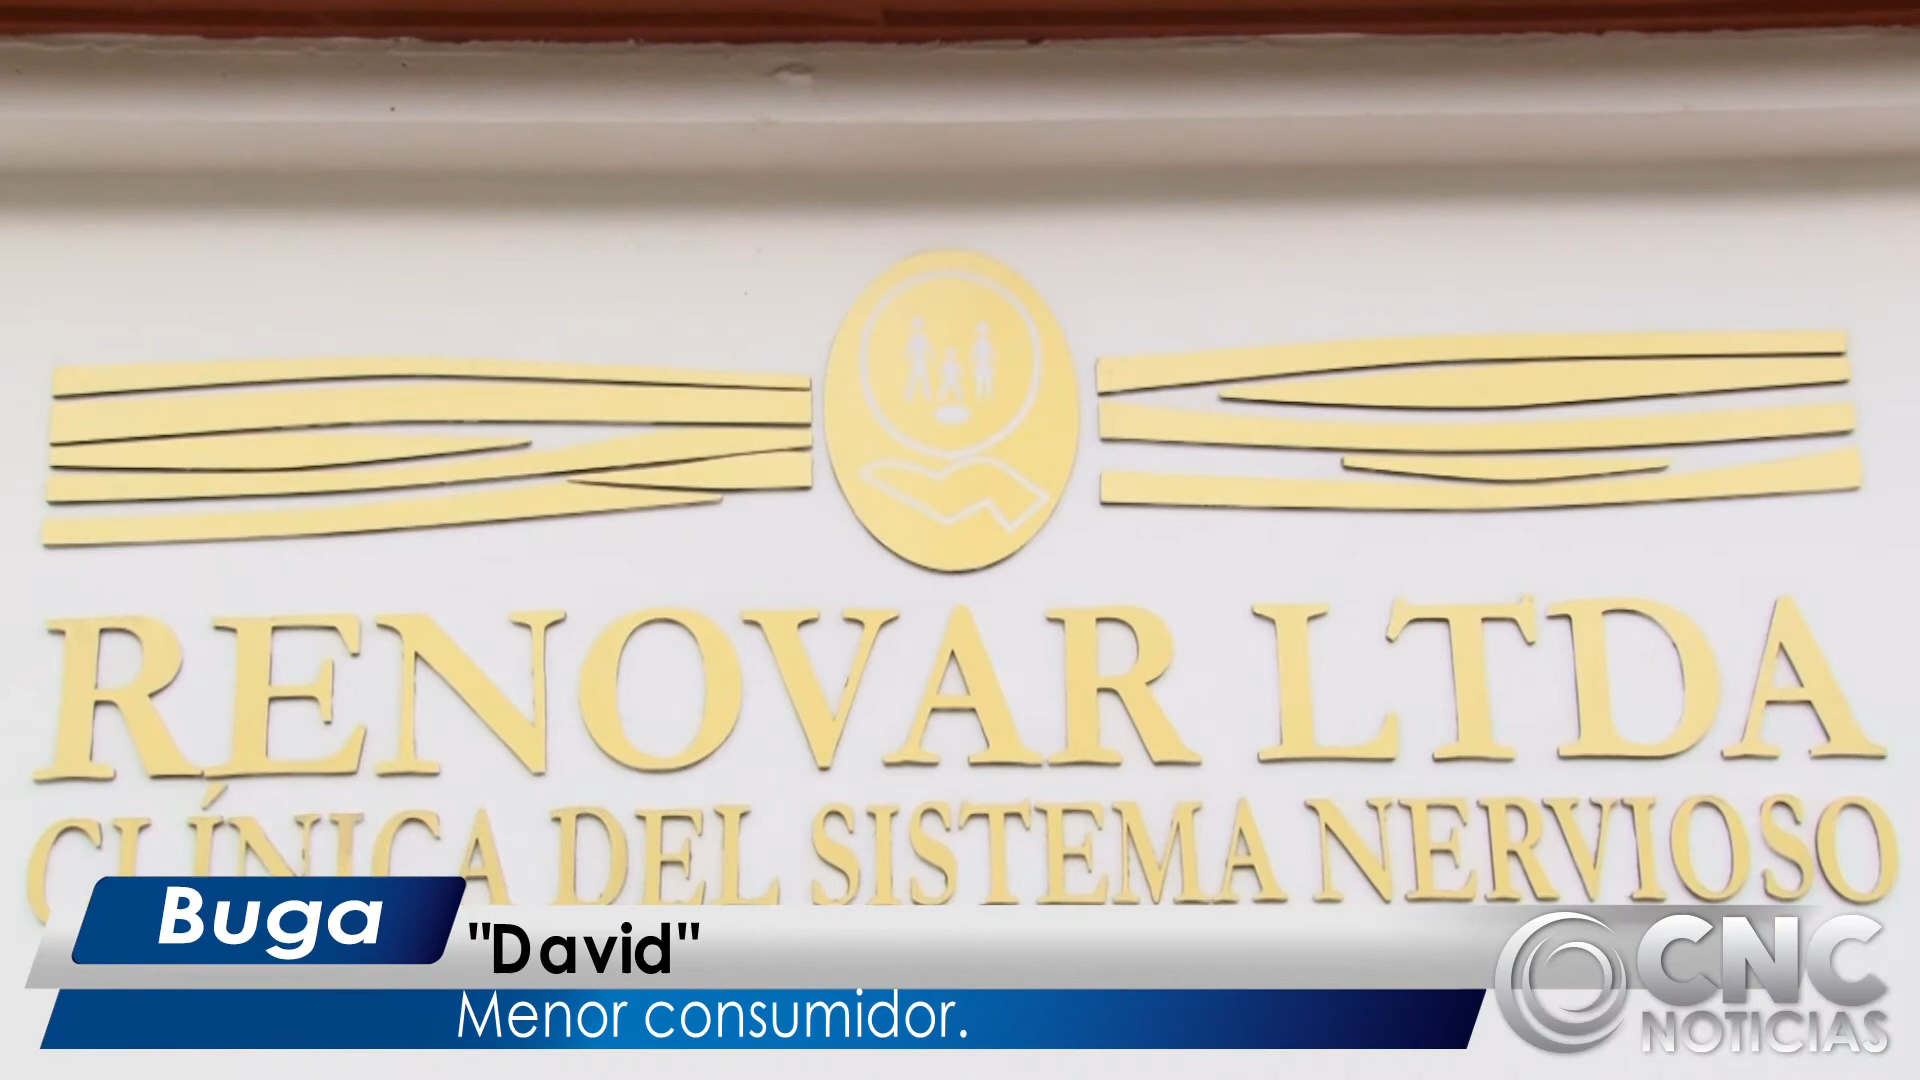 RENOVAR LTDA
CLÍNICA DEL SISTEMA NERVIOSO
Buga
"David"
Menor consumidor.
CNC
NOTICIAS